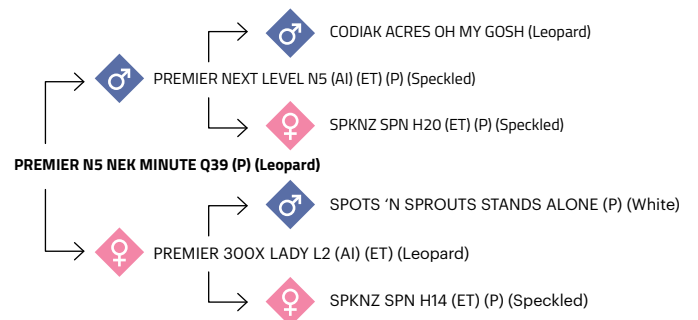 CODIAK ACRES OH MY GOSH (Leopard)
PREMIER NEXT LEVEL N5 (AI) (ET) (P) (Speckled)
SPKNZ SPN H20 (ET) (P) (Speckled)
PREMIER N5 NEK MINUTE Q39 (P) (Leopard)
SPOTS ‘N SPROUTS STANDS ALONE (P) (White)
PREMIER 300X LADY L2 (AI) (ET) (Leopard)
SPKNZ SPN H14 (ET) (P) (Speckled)